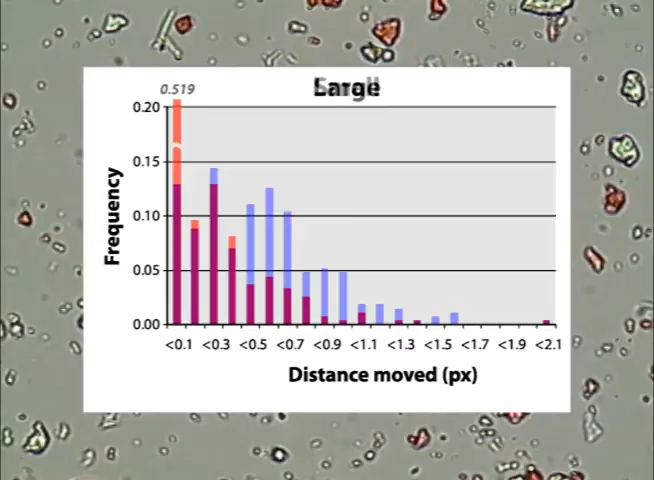 Large
0.519
0.20
0.15
0.10
0.05
0.00
Frequency
<0.1 <0.3 <0.5 <0.7 <0.9 <1.1 <1.3 <1.5 <1.7 <1.9 <2.1
Distance moved (px)